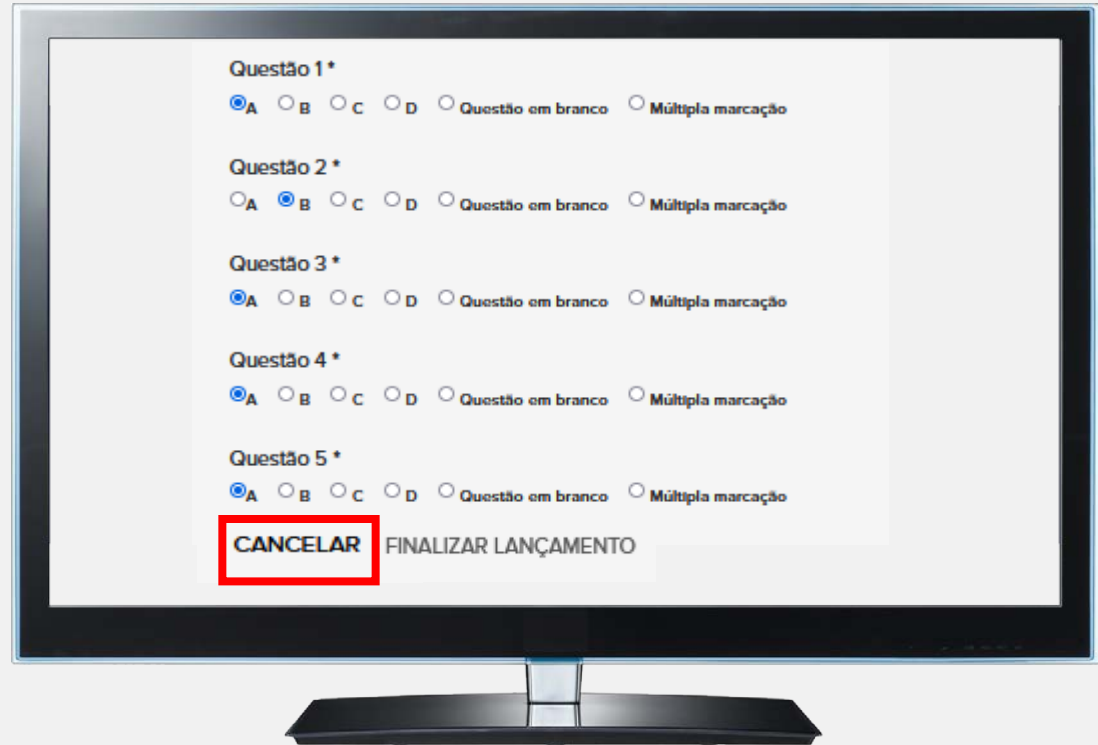 Questão 1 *
A B C D Questão em branco Múltipla marcação
Questão 2 *
A B C D Questão em branco Múltipla marcação
Questão 3 *
A B C D Questão em branco Múltipla marcação
Questão 4 *
A B C D Questão em branco Múltipla marcação
Questão 5 *
A B C D Questão em branco Múltipla marcação
CANCELAR FINALIZAR LANÇAMENTO